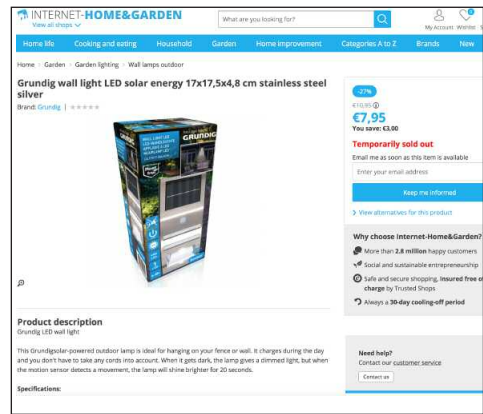 INTERNET-HOME&GARDEN
View all shops
What are you looking for?
My Account Wishlist
Home life Cooking and eating Household Garden Home improvement Categories A to Z Brands New
Home > Garden > Garden lighting > Wall lamps outdoor
Grundig wall light LED solar energy 17x17,5x4,8 cm stainless steel
silver
Brand: Grundig |
GRUNDIG
-27%
€10,95
€7,95
You save: €3,00
Temporarily sold out
Email me as soon as this item is available
Enter your email address
Keep me informed
> View alternatives for this product
Why choose Internet-Home&Garden?
More than 2.8 million happy customers
Social and sustainable entrepreneurship
Safe and secure shopping, Insured free of
charge by Trusted Shops
Always a 30-day cooling-off period
Product description
Grundig LED wall light
This Grundigsolar-powered outdoor lamp is ideal for hanging on your fence or wall. It charges during the day
and you don't have to take any cords into account. When it gets dark, the lamp gives a dimmed light, but when
the motion sensor detects a movement, the lamp will shine brighter for 20 seconds.
Specifications:
Need help?
Contact our customer service
Contact us